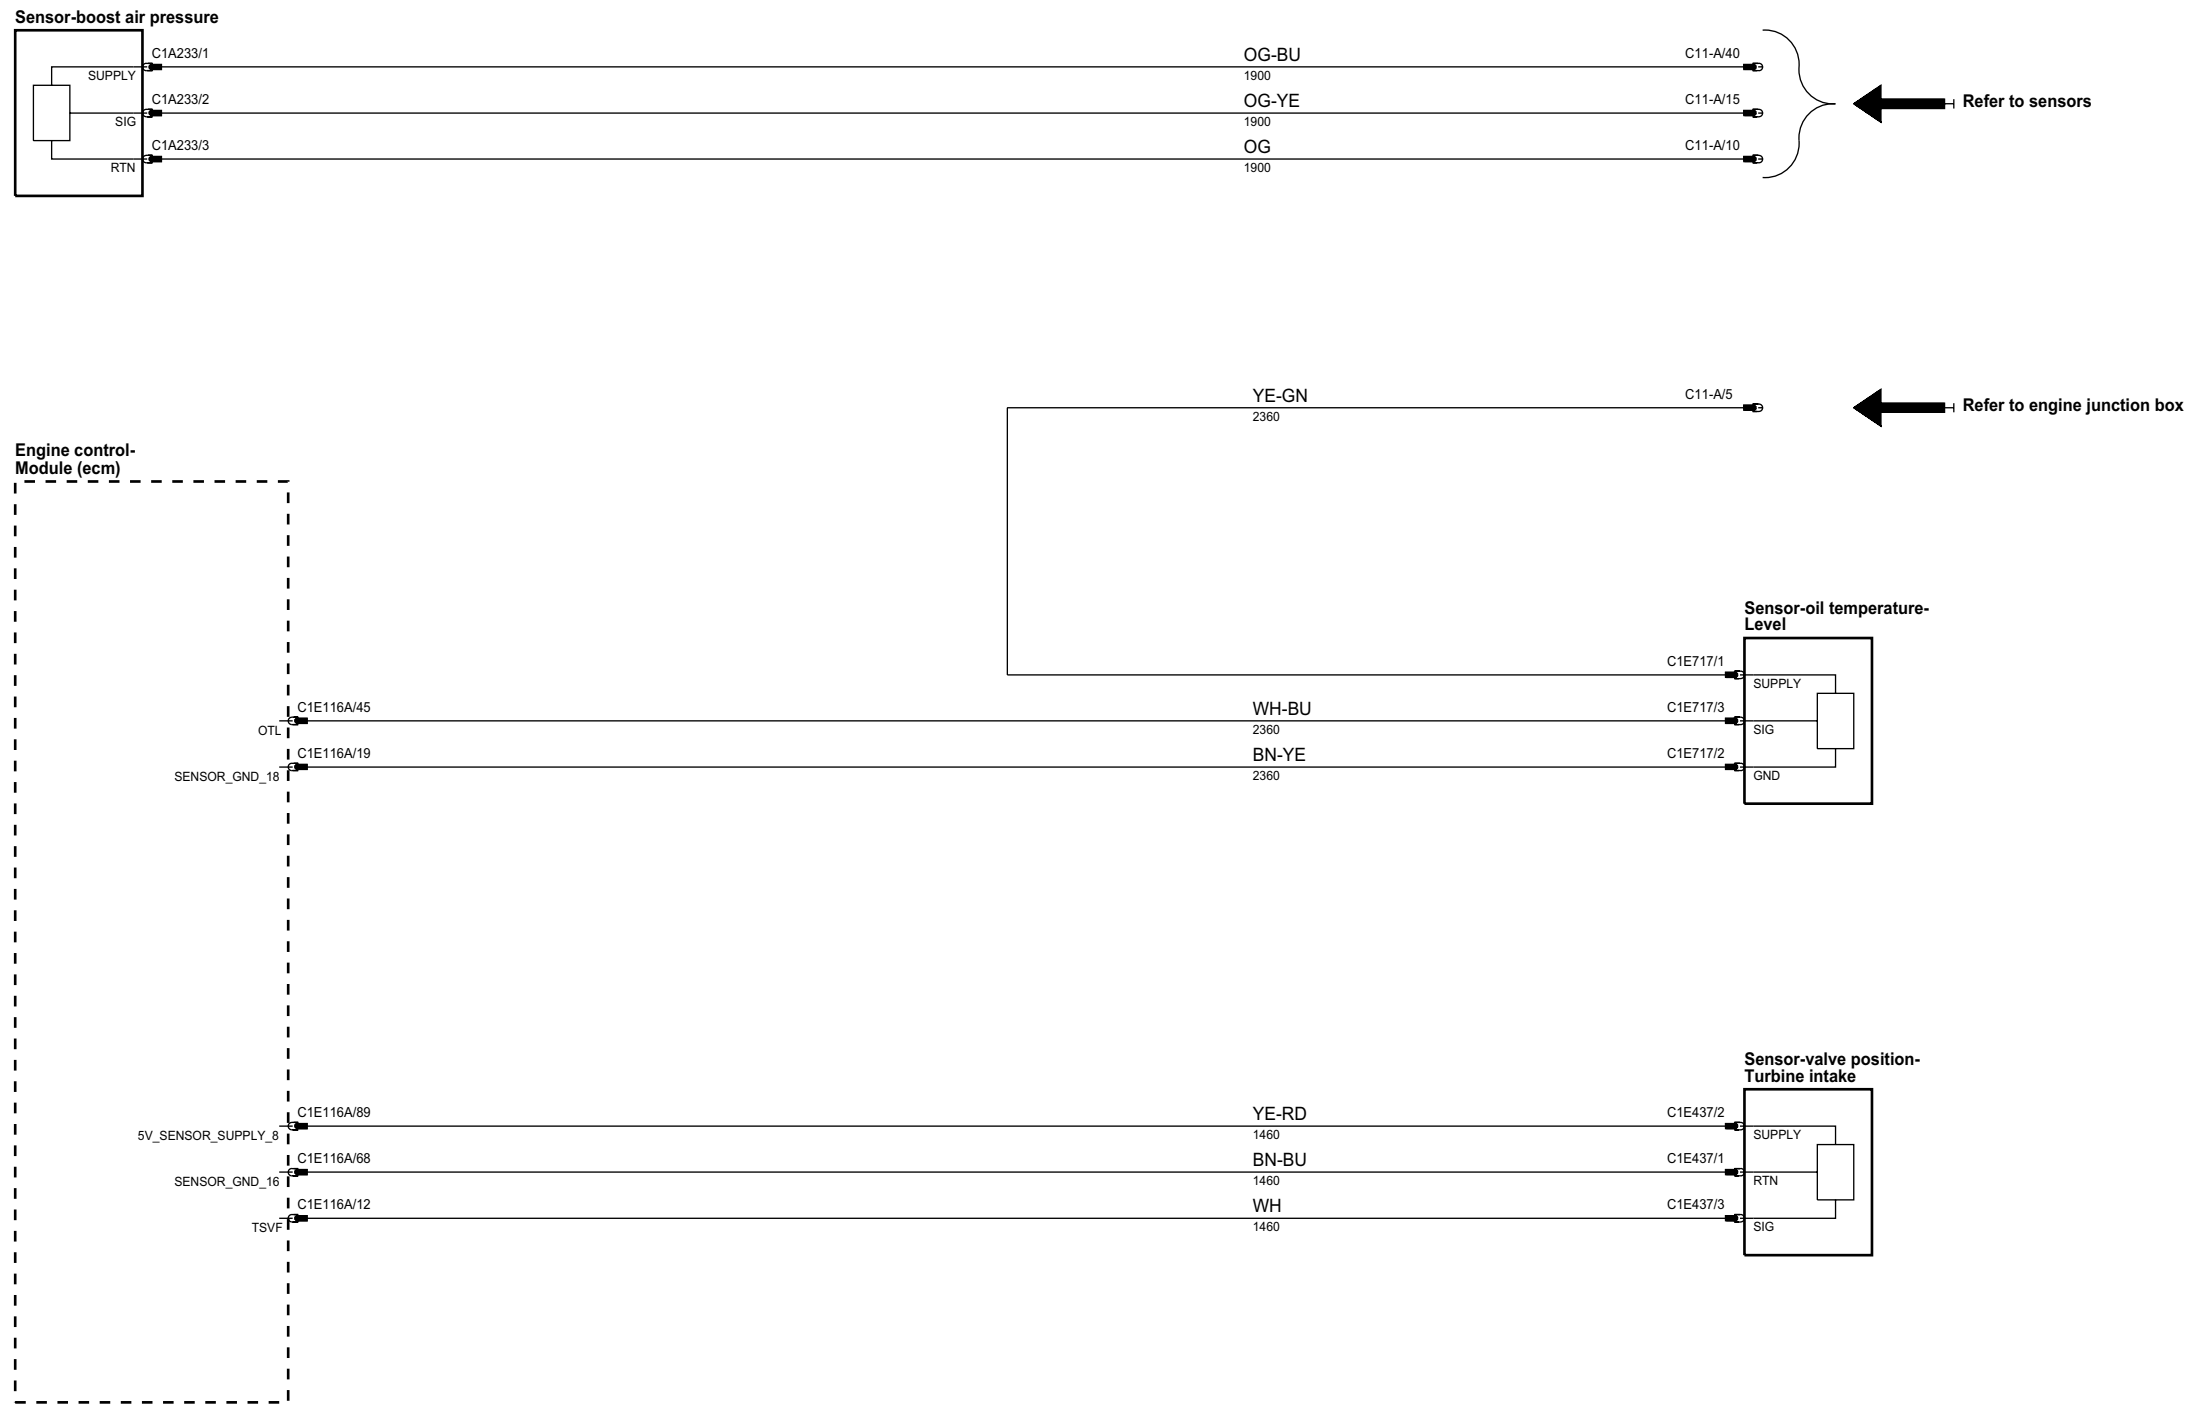 Sensor-boost air pressure
C1A233/1
OG-BU
C11-A/40
SUPPLY
1900
C1A233/2
OG-YE
C11-A/15
Refer to sensors
SIG
1900
C1A233/3
OG
C11-A/10
RTN
1900
YE-GN
C11-A/5
2360
Refer to engine junction box
Engine control-
Module (ecm)
Sensor-oil temperature-
Level
C1E717/1
SUPPLY
C1E116A/45
WH-BU
C1E717/3
OTL
2360
SIG
C1E116A/19
BN-YE
C1E717/2
SENSOR_GND_18
2360
GND
Sensor-valve position-
Turbine intake
C1E116A/89
YE-RD
C1E437/2
5V_SENSOR_SUPPLY_8
1460
SUPPLY
C1E116A/68
BN-BU
C1E437/1
SENSOR_GND_16
1460
RTN
C1E116A/12
WH
C1E437/3
TSVF
1460
SIG